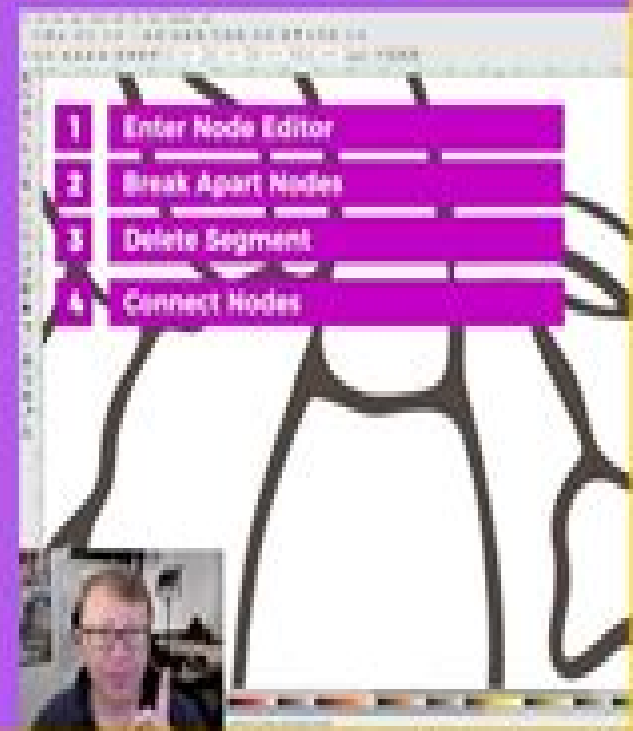 1 Enter Node Editor
2 Break Apart Nodes
3 Delete Segment
4 Connect Nodes